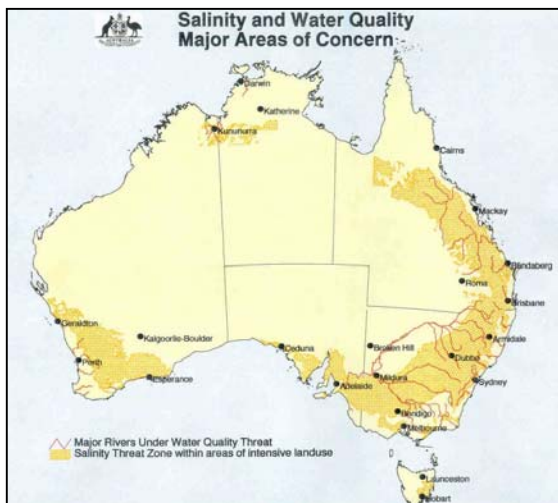 Salinity and Water Quality
Major Areas of Concern
AUSTRALIA
Darwin
Katherine
Kununurra
Cairns
Mackay
Bundaberg
Roma
Brisbane
Geraldton
Kalgoorlie-Boulder
Ceduna
Broken Hill
Armidale
Dubbo
Perth
Esperance
Adelaide
Mildura
Sydney
Bendigo
Melbourne
Major Rivers Under Water Quality Threat
Salinity Threat Zone within areas of intensive landuse
Launceston
Hobart